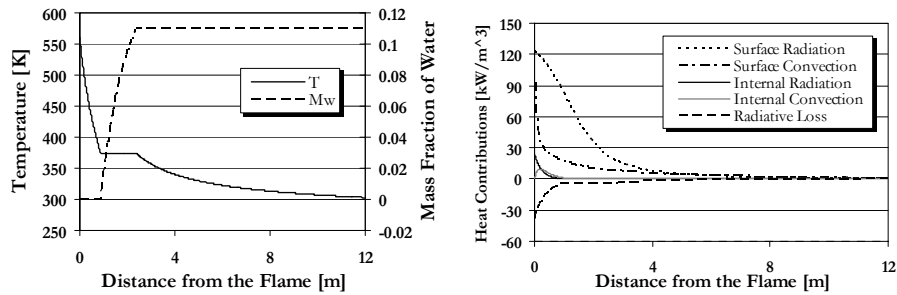 600
550
500
450
400
350
300
250
Temperature [K]
T
Mw
0.12
0.1
0.08
0.06
0.04
0.02
0
-0.02
Mass Fraction of Water
0
4
8
12
Distance from the Flame [m]
150
120
90
60
30
0
-30
-60
Heat Contributions [kW/m^3]
Surface Radiation
Surface Convection
Internal Radiation
Internal Convection
Radiative Loss
0
4
8
12
Distance from the Flame [m]